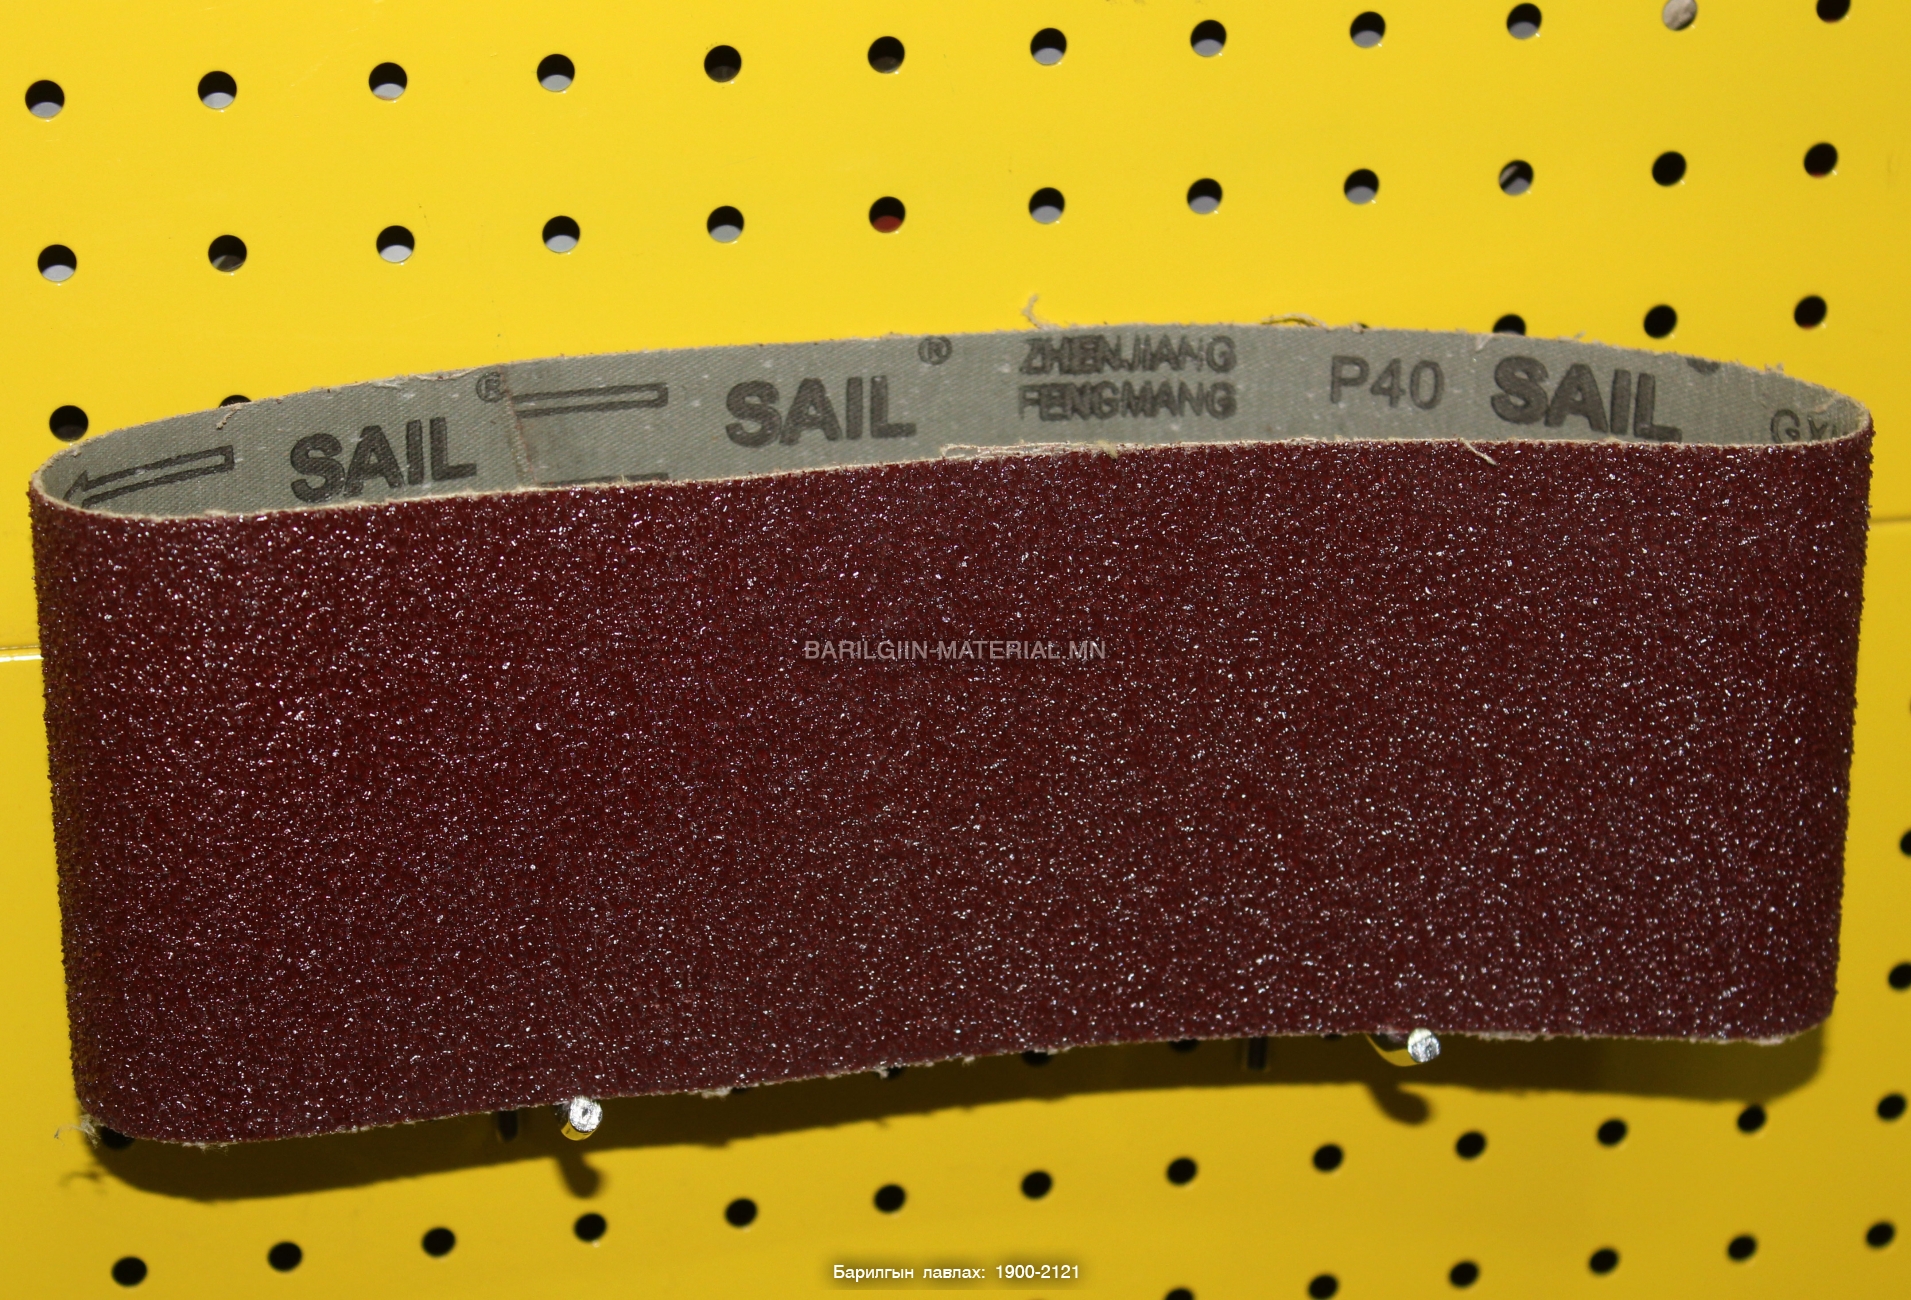 SAIL®
SAIL®
ZHENJIANG
FENGMANG
P40
SAIL
BARILGIIN-MATERIAL.MN
Барилгын лавлах: 1900-2121